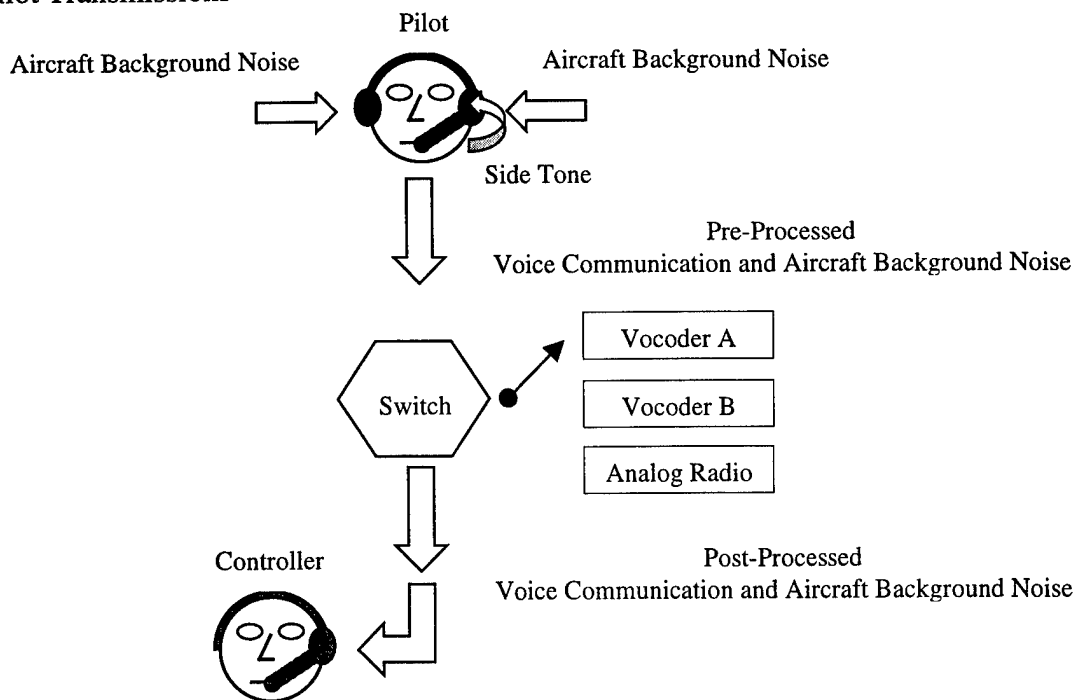 Pilot
Aircraft Background Noise
Aircraft Background Noise
Side Tone
Pre-Processed
Voice Communication and Aircraft Background Noise
Vocoder A
Switch
Vocoder B
Analog Radio
Controller
Post-Processed
Voice Communication and Aircraft Background Noise